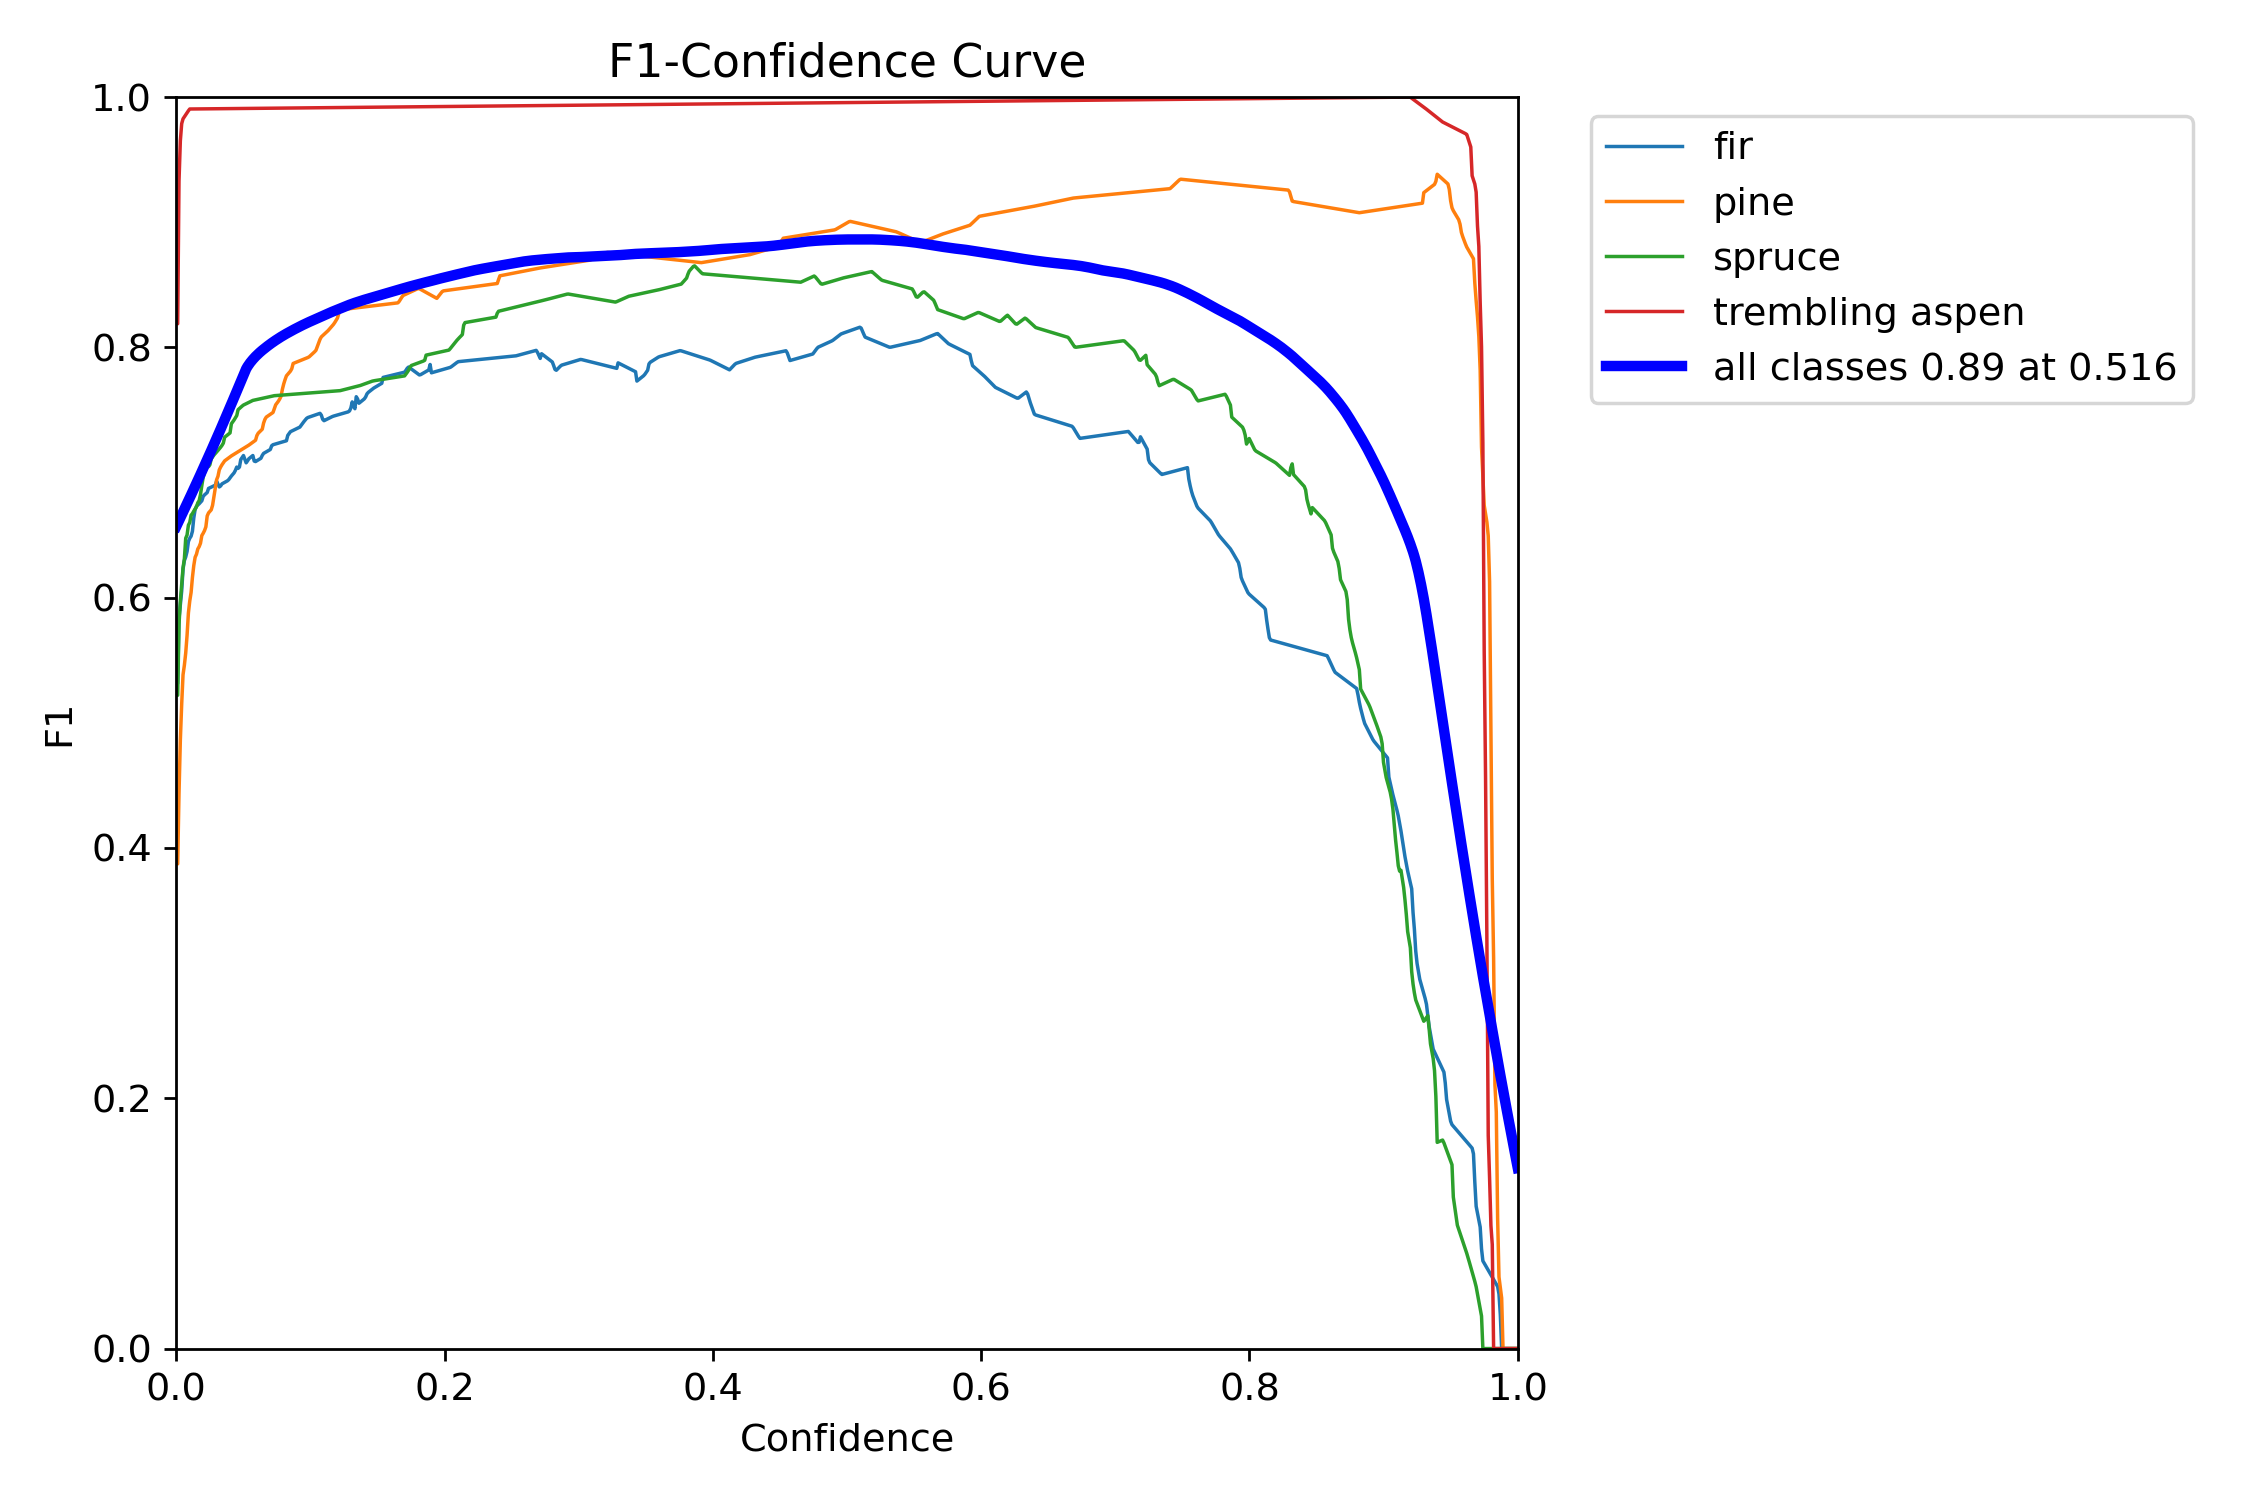 F1-Confidence Curve
1.0
0.8
0.6
0.4
0.2
0.0
F1
0.0 0.2 0.4 0.6 0.8 1.0
Confidence
fir
pine
spruce
trembling aspen
all classes 0.89 at 0.516